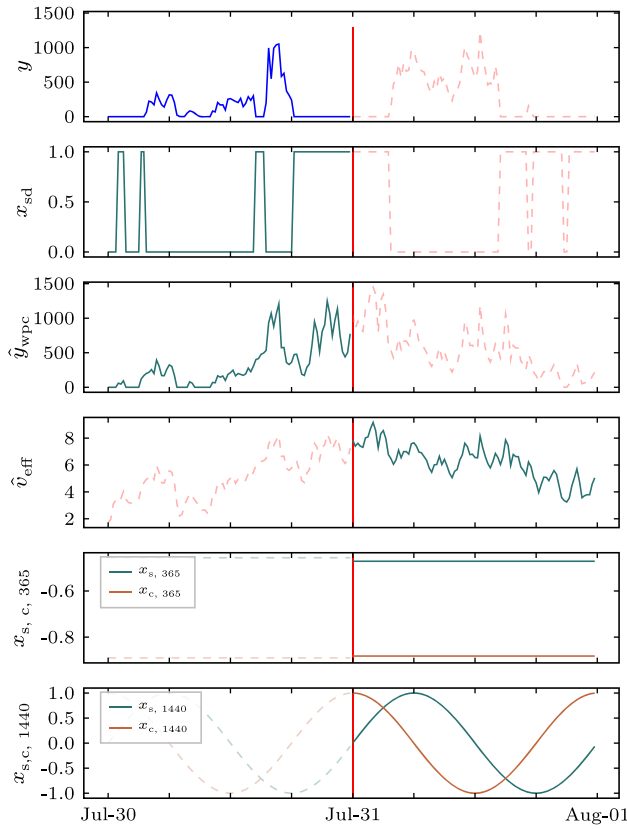 1500
1000
500
0
y
1.0
0.5
0.0
x_sd
1500
1000
500
0
ŷ_wpc
8
6
4
2
v̂_eff
-0.6
-0.8
x_s, c, 365
x_s, 365
x_c, 365
1.0
0.5
0.0
-0.5
-1.0
x_s,c, 1440
x_s, 1440
x_c, 1440
Jul-30 Jul-31 Aug-01